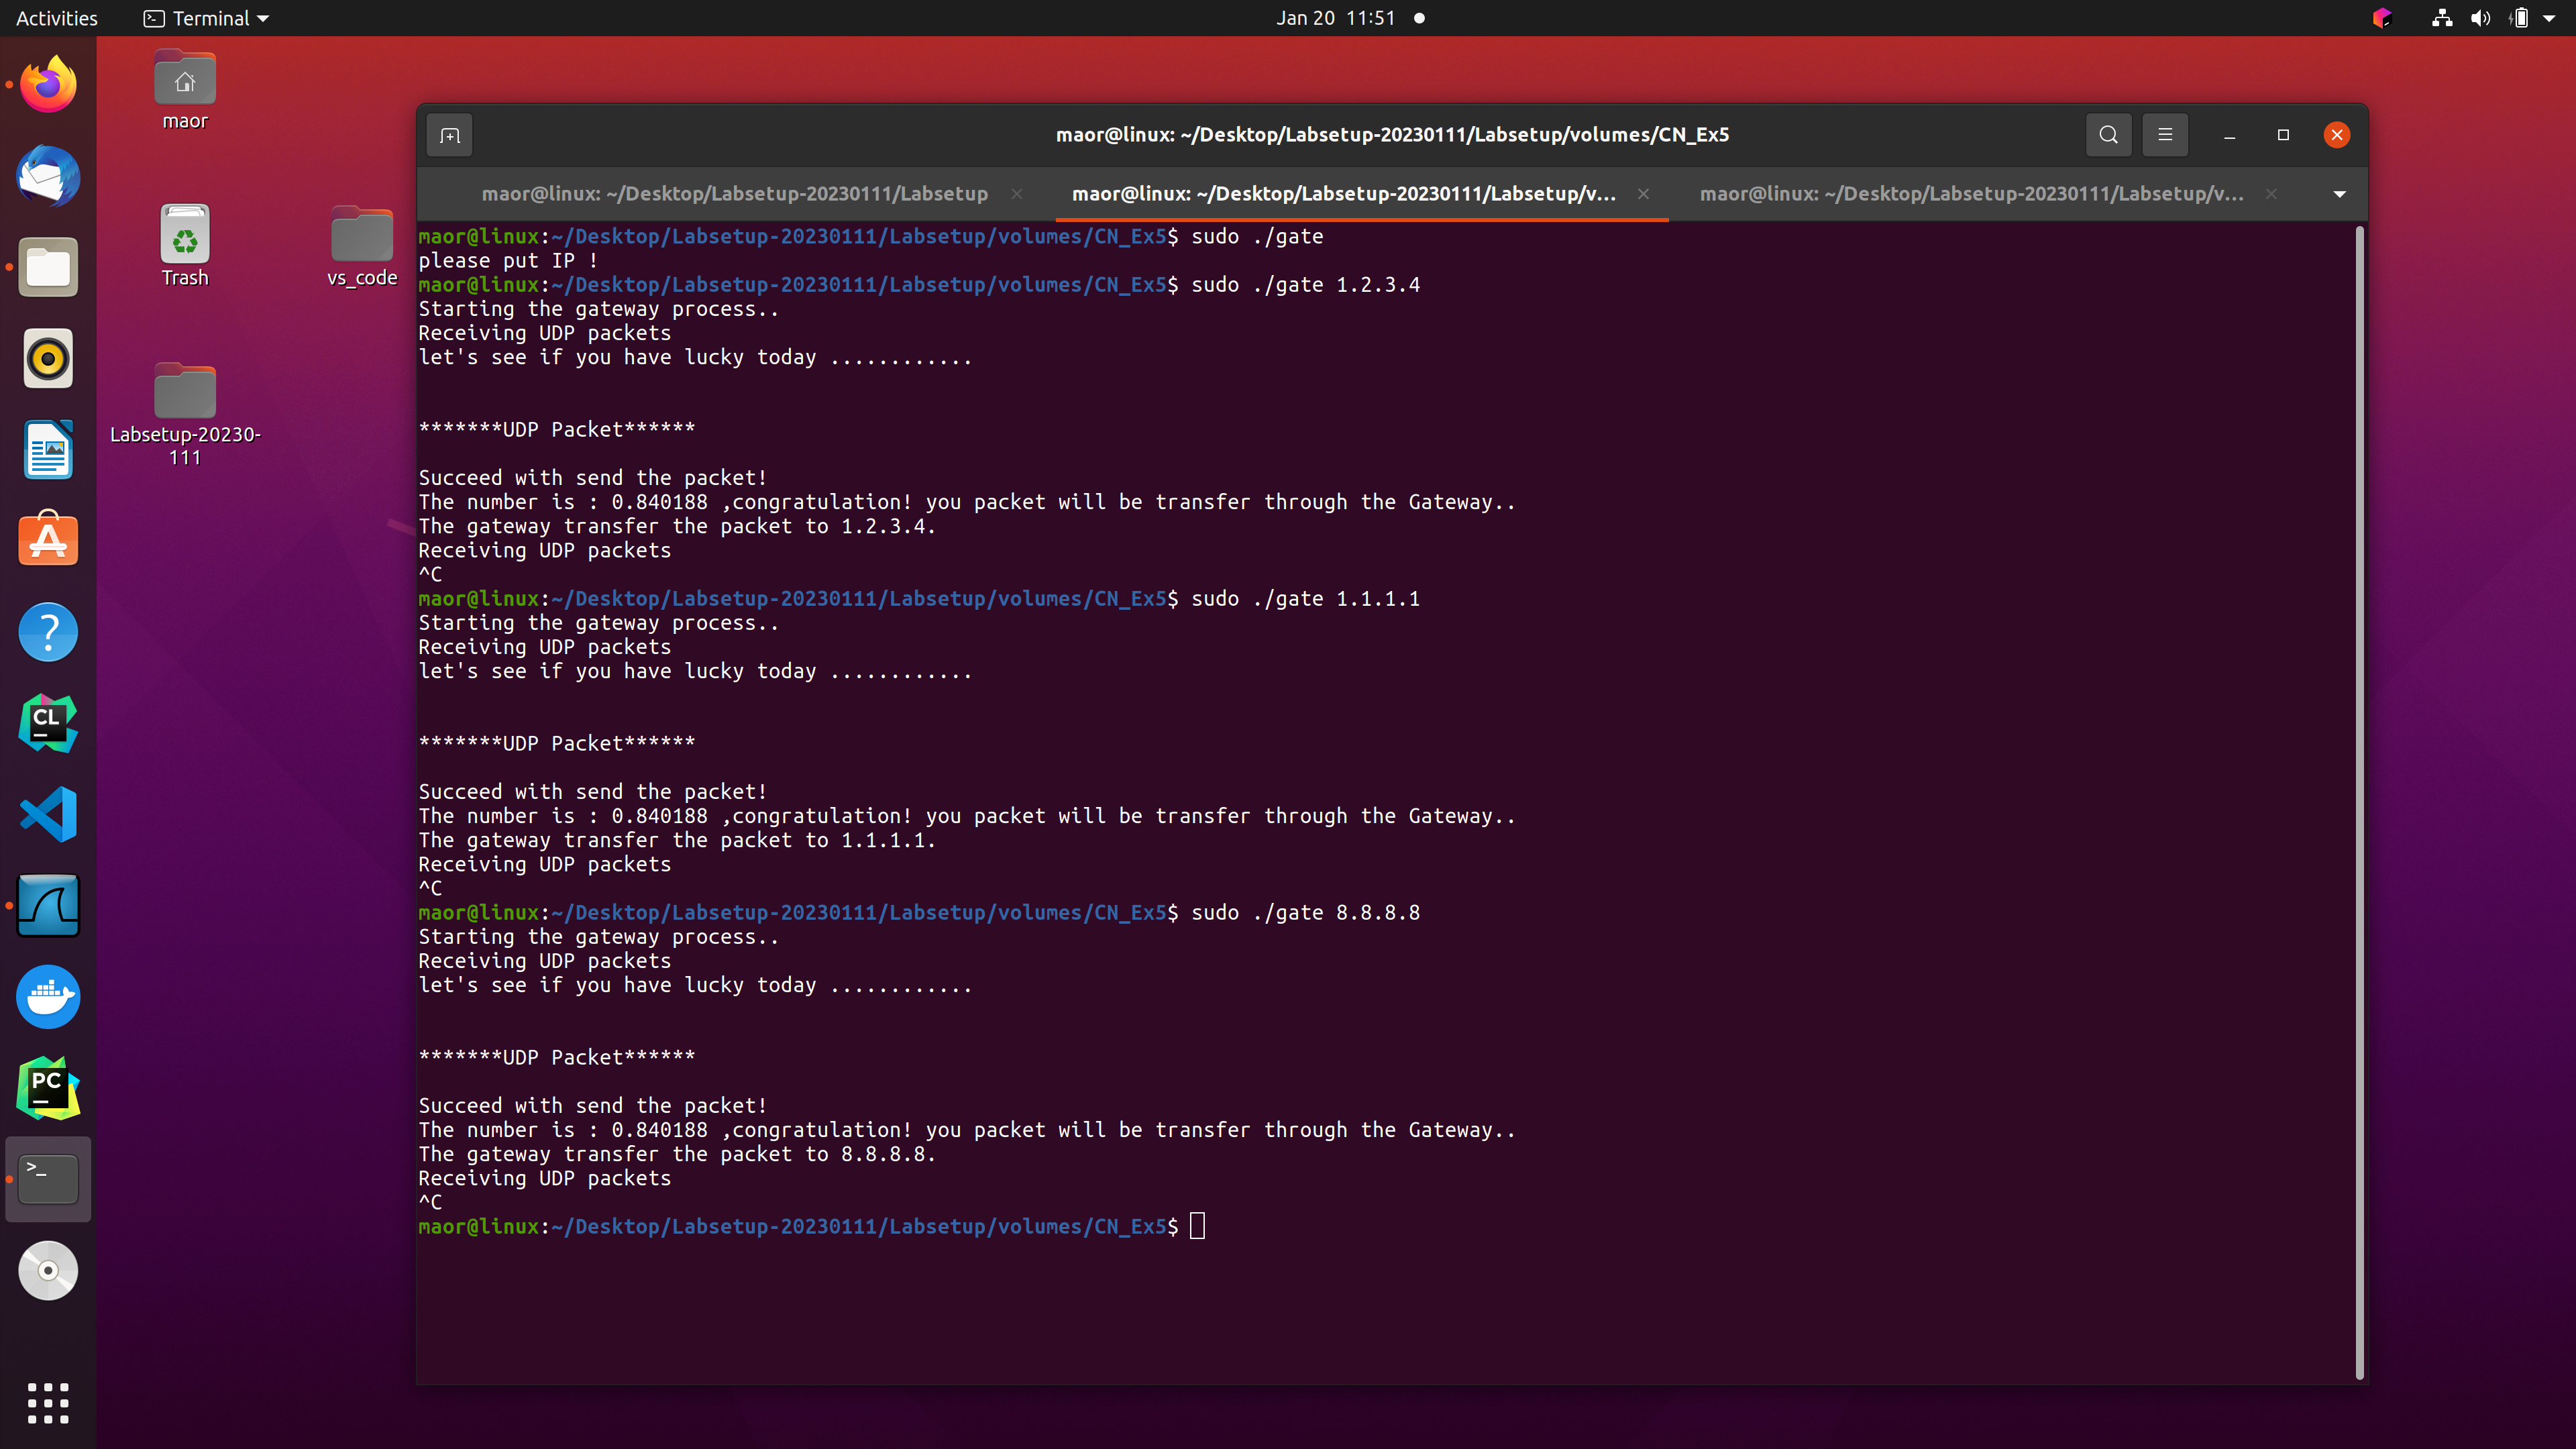 Activities
Terminal
Jan 20 11:51
maor
Trash
vs_code
Labsetup-20230-
111
CL
PC
>_
maor@linux: ~/Desktop/Labsetup-20230111/Labsetup/volumes/CN_Ex5
maor@linux: ~/Desktop/Labsetup-20230111/Labsetup
maor@linux: ~/Desktop/Labsetup-20230111/Labsetup/v...
maor@linux: ~/Desktop/Labsetup-20230111/Labsetup/v...
maor@linux:~/Desktop/Labsetup-20230111/Labsetup/volumes/CN_Ex5$ sudo ./gate
please put IP !
maor@linux:~/Desktop/Labsetup-20230111/Labsetup/volumes/CN_Ex5$ sudo ./gate 1.2.3.4
Starting the gateway process..
Receiving UDP packets
let's see if you have lucky today ............
*******UDP Packet******
Succeed with send the packet!
The number is : 0.840188 ,congratulation! you packet will be transfer through the Gateway..
The gateway transfer the packet to 1.2.3.4.
Receiving UDP packets
^C
maor@linux:~/Desktop/Labsetup-20230111/Labsetup/volumes/CN_Ex5$ sudo ./gate 1.1.1.1
Starting the gateway process..
Receiving UDP packets
let's see if you have lucky today ............
*******UDP Packet******
Succeed with send the packet!
The number is : 0.840188 ,congratulation! you packet will be transfer through the Gateway..
The gateway transfer the packet to 1.1.1.1.
Receiving UDP packets
^C
maor@linux:~/Desktop/Labsetup-20230111/Labsetup/volumes/CN_Ex5$ sudo ./gate 8.8.8.8
Starting the gateway process..
Receiving UDP packets
let's see if you have lucky today ............
*******UDP Packet******
Succeed with send the packet!
The number is : 0.840188 ,congratulation! you packet will be transfer through the Gateway..
The gateway transfer the packet to 8.8.8.8.
Receiving UDP packets
^C
maor@linux:~/Desktop/Labsetup-20230111/Labsetup/volumes/CN_Ex5$